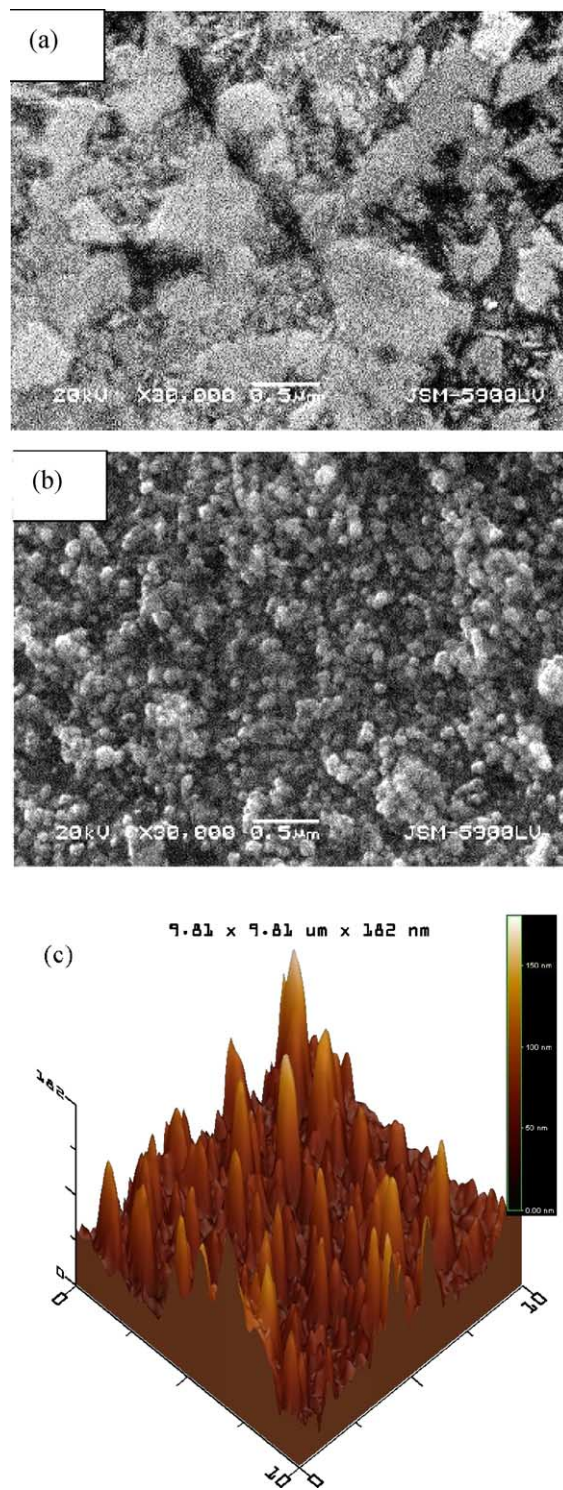 (a)
20kV X30,000 0.5μm JSM-5900LV
(b)
20kV X30,000 0.5μm JSM-5900LV
(c)
9.81 x 9.81 um x 182 nm
150 nm
100 nm
50 nm
0.00 nm
182
0
0
10
10
0